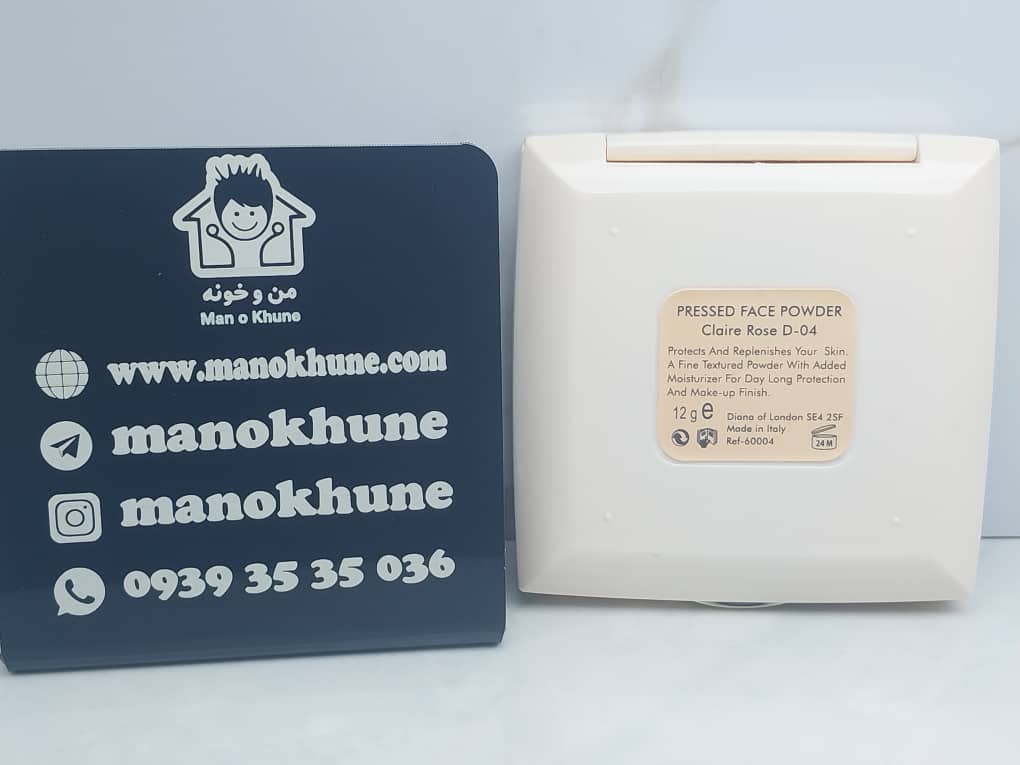 من و خونه
Man o Khune
www.manokhune.com
manokhune
manokhune
0939 35 35 036
PRESSED FACE POWDER
Claire Rose D-04
Protects And Replenishes Your Skin.
A Fine Textured Powder With Added
Moisturizer For Day Long Protection
And Make-up Finish.
12 g e
Diana of London SE4 2SF
Made in Italy
Ref-60004
24 M